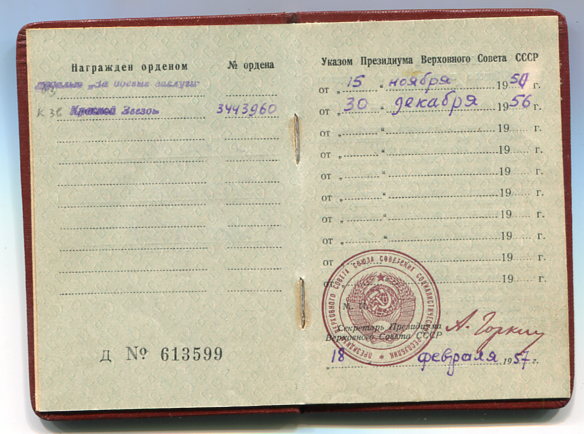 Награжден орденом № ордена
медалью „За боевые заслуги"
КЗ Красной Звезды 3443960
Д № 613599
Указом Президиума Верховного Совета СССР
от „ 15 " ноября 1950 г.
от „ 30 " декабря 1956 г.
от „ " 19 г.
от „ " 19 г.
от „ " 19 г.
от „ " 19 г.
от „ " 19 г.
от „ " 19 г.
от „ " 19 г.
от 19 г.
Секретарь Президиума
Верховного Совета СССР
А. Горкин
18 февраля 1957 г.